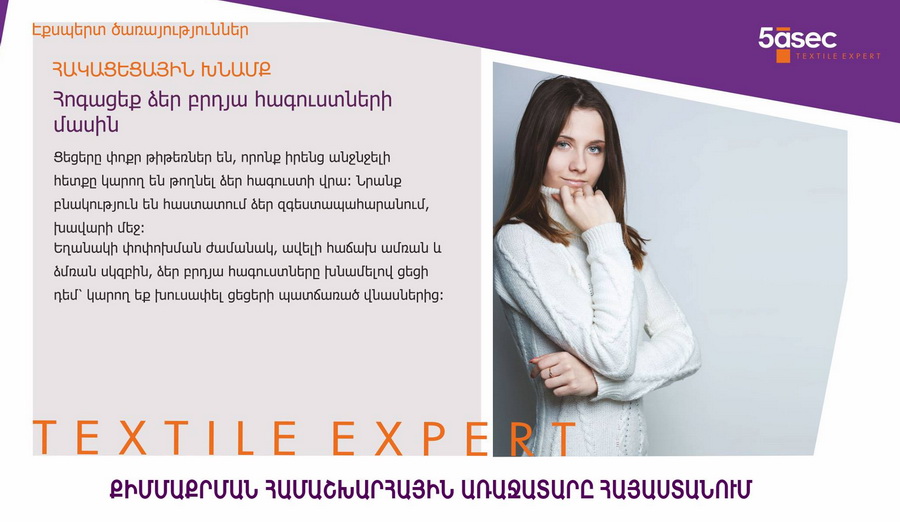 Էքսպերտ ծառայություններ
5àsec
TEXTILE EXPERT
ՀԱԿԱՑԵՑԱՅԻՆ ԽՆԱՄՔ
Հոգացեք ձեր բրդյա հագուստների
մասին
Ցեցերը փոքր թիթեռներ են, որոնք իրենց անջնջելի
հետքը կարող են թողնել ձեր հագուստի վրա: Նրանք
բնակություն են հաստատում ձեր զգեստապահարանում,
խավարի մեջ:
Եղանակի փոփոխման ժամանակ, ավելի հաճախ ամռան և
ձմռան սկզբին, ձեր բրդյա հագուստները խնամելով ցեցի
դեմ՝ կարող եք խուսափել ցեցերի պատճառած վնասներից:
TEXTILE EXPERT
ՔԻՄՄԱՔՐՄԱՆ ՀԱՄԱՇԽԱՐՀԱՅԻՆ ԱՌԱՋԱՏԱՐԸ ՀԱՅԱՍՏԱՆՈՒՄ